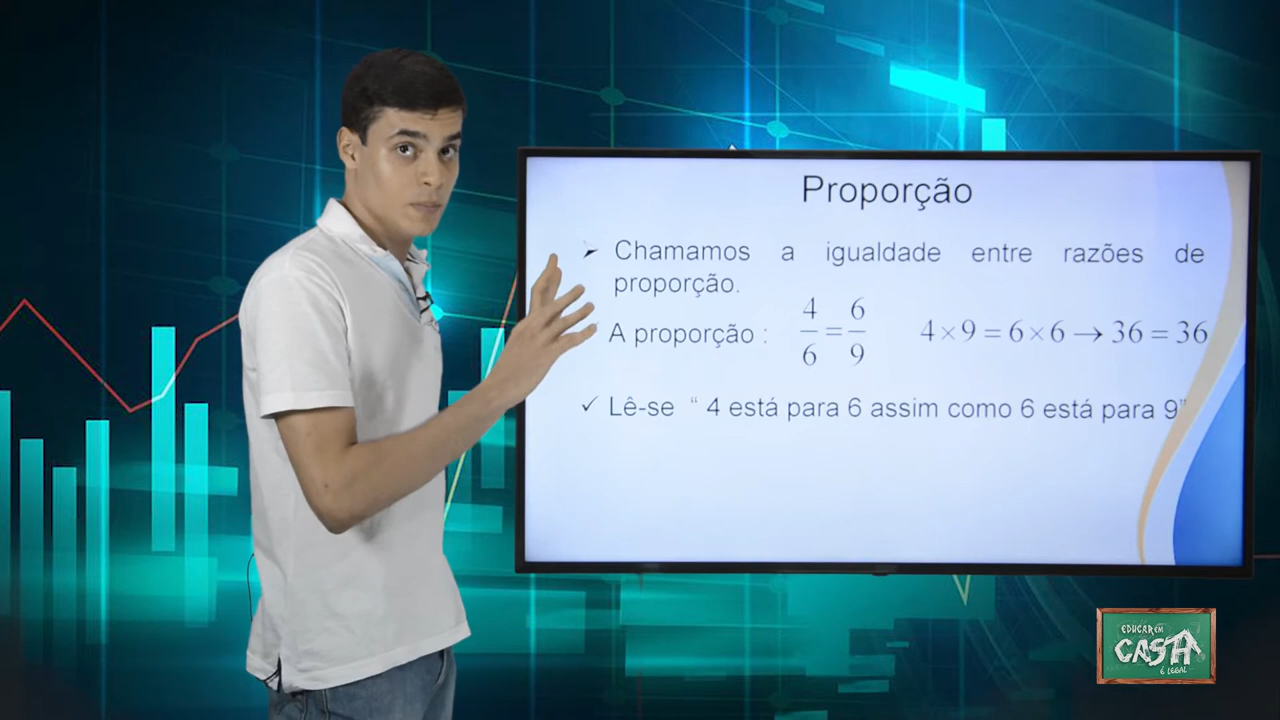 Proporção
➢ Chamamos a igualdade entre razões de
proporção.
A proporção : 4/6 = 6/9 4×9 = 6×6 → 36 = 36
✓ Lê-se “ 4 está para 6 assim como 6 está para 9”
EDUCAR EM
CASA
É LEGAL